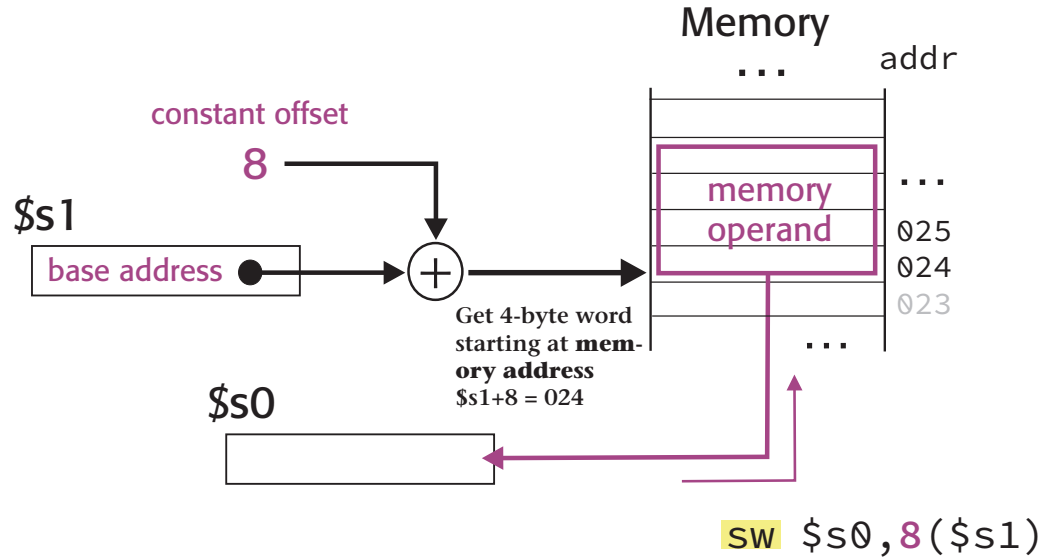 Memory
...
addr
constant offset
8
memory
operand
...
$s1
base address
+
025
024
023
...
Get 4-byte word
starting at mem-
ory address
$s1+8 = 024
$s0
sw $s0,8($s1)